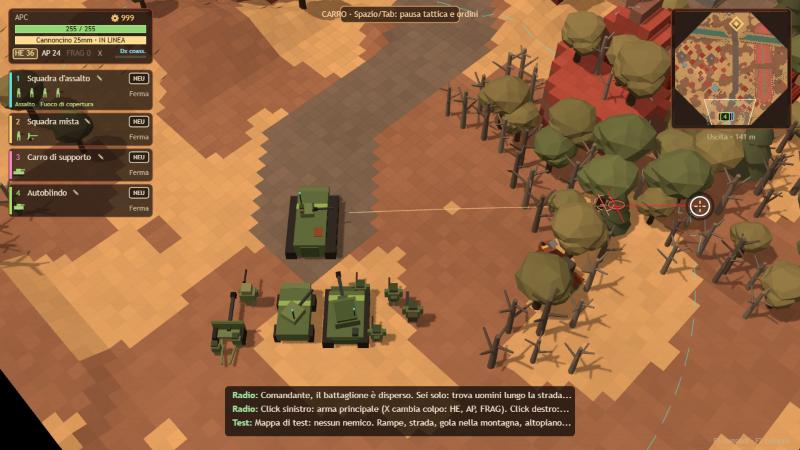 APC 999
255 / 255
Cannoncino 25mm - IN LINEA
HE 36 AP 24 FRAG 0 X Dx coass.
CARRO - Spazio/Tab: pausa tattica e ordini
1 Squadra d'assalto NEU
Ferma
Assalto Fuoco di copertura
2 Squadra mista NEU
Ferma
3 Carro di supporto NEU
Ferma
4 Autoblindo NEU
Ferma
4
Uscita - 141 m
Radio: Comandante, il battaglione è disperso. Sei solo: trova uomini lungo la strada...
Radio: Click sinistro: arma principale (X cambia colpo: HE, AP, FRAG). Click destro:...
Test: Mappa di test: nessun nemico. Rampe, strada, gola nella montagna, altopiano...